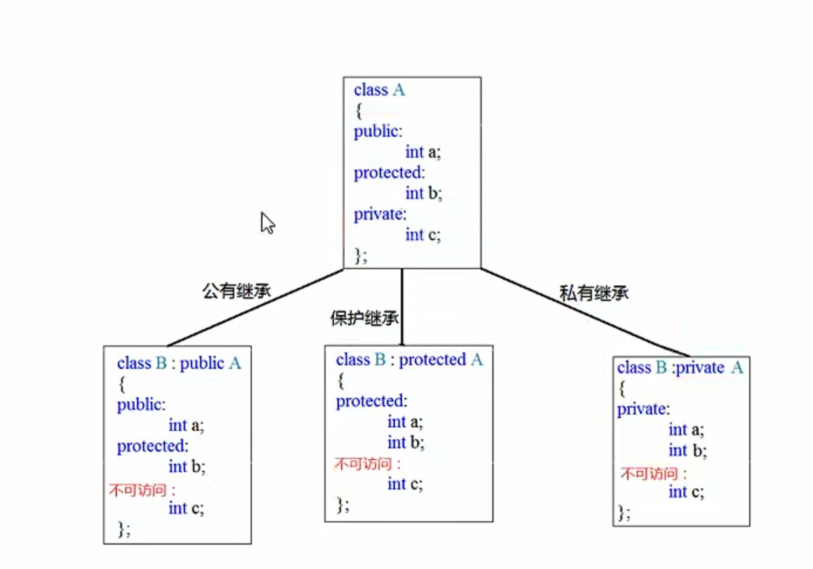 class A
{
public:
int a;
protected:
int b;
private:
int c;
};
公有继承
保护继承
私有继承
class B : public A
{
public:
int a;
protected:
int b;
不可访问：
int c;
};
class B : protected A
{
protected:
int a;
int b;
不可访问：
int c;
};
class B :private A
{
private:
int a;
int b;
不可访问：
int c;
};